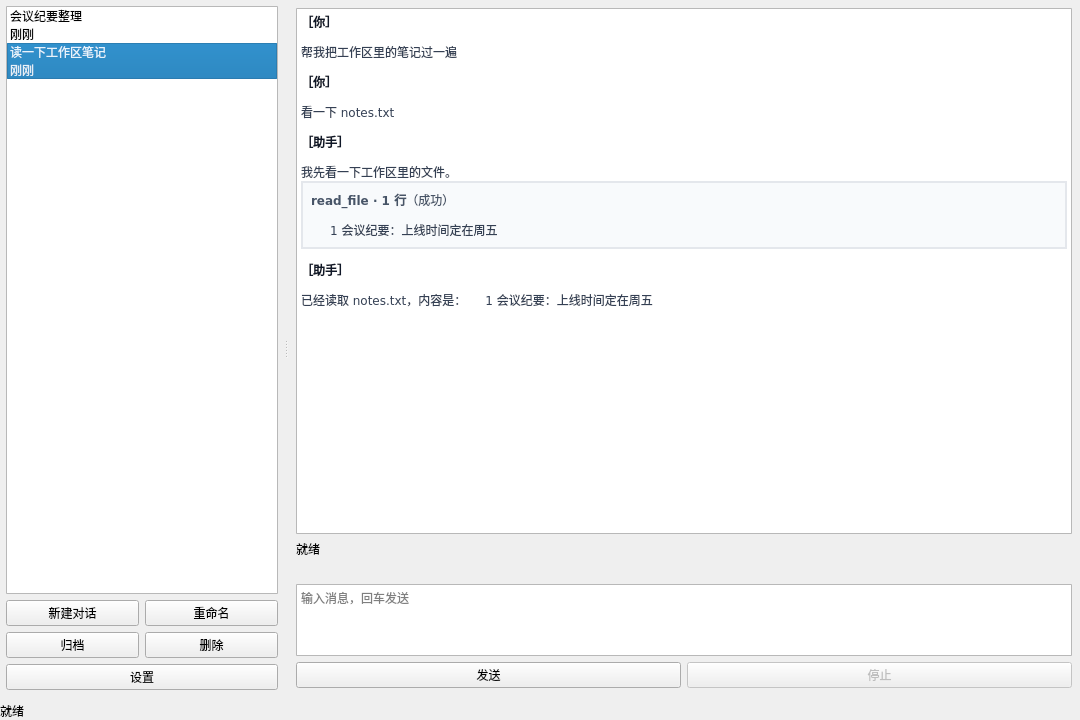 会议纪要整理
刚刚
读一下工作区笔记
刚刚
新建对话
重命名
归档
删除
设置
就绪
［你］
帮我把工作区里的笔记过一遍
［你］
看一下 notes.txt
［助手］
我先看一下工作区里的文件。
read_file · 1 行（成功）
1 会议纪要：上线时间定在周五
［助手］
已经读取 notes.txt，内容是： 1 会议纪要：上线时间定在周五
就绪
输入消息，回车发送
发送
停止